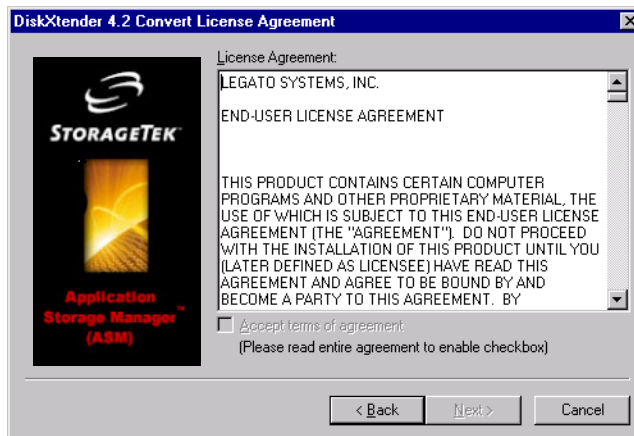 DiskXtender 4.2 Convert License Agreement
License Agreement:
STORAGETEK™
Application
Storage Manager™
(ASM)
LEGATO SYSTEMS, INC.
END-USER LICENSE AGREEMENT
THIS PRODUCT CONTAINS CERTAIN COMPUTER
PROGRAMS AND OTHER PROPRIETARY MATERIAL, THE
USE OF WHICH IS SUBJECT TO THIS END-USER LICENSE
AGREEMENT (THE "AGREEMENT"). DO NOT PROCEED
WITH THE INSTALLATION OF THIS PRODUCT UNTIL YOU
(LATER DEFINED AS LICENSEE) HAVE READ THIS
AGREEMENT AND AGREE TO BE BOUND BY AND
BECOME A PARTY TO THIS AGREEMENT. BY
Accept terms of agreement
(Please read entire agreement to enable checkbox)
< Back
Next >
Cancel